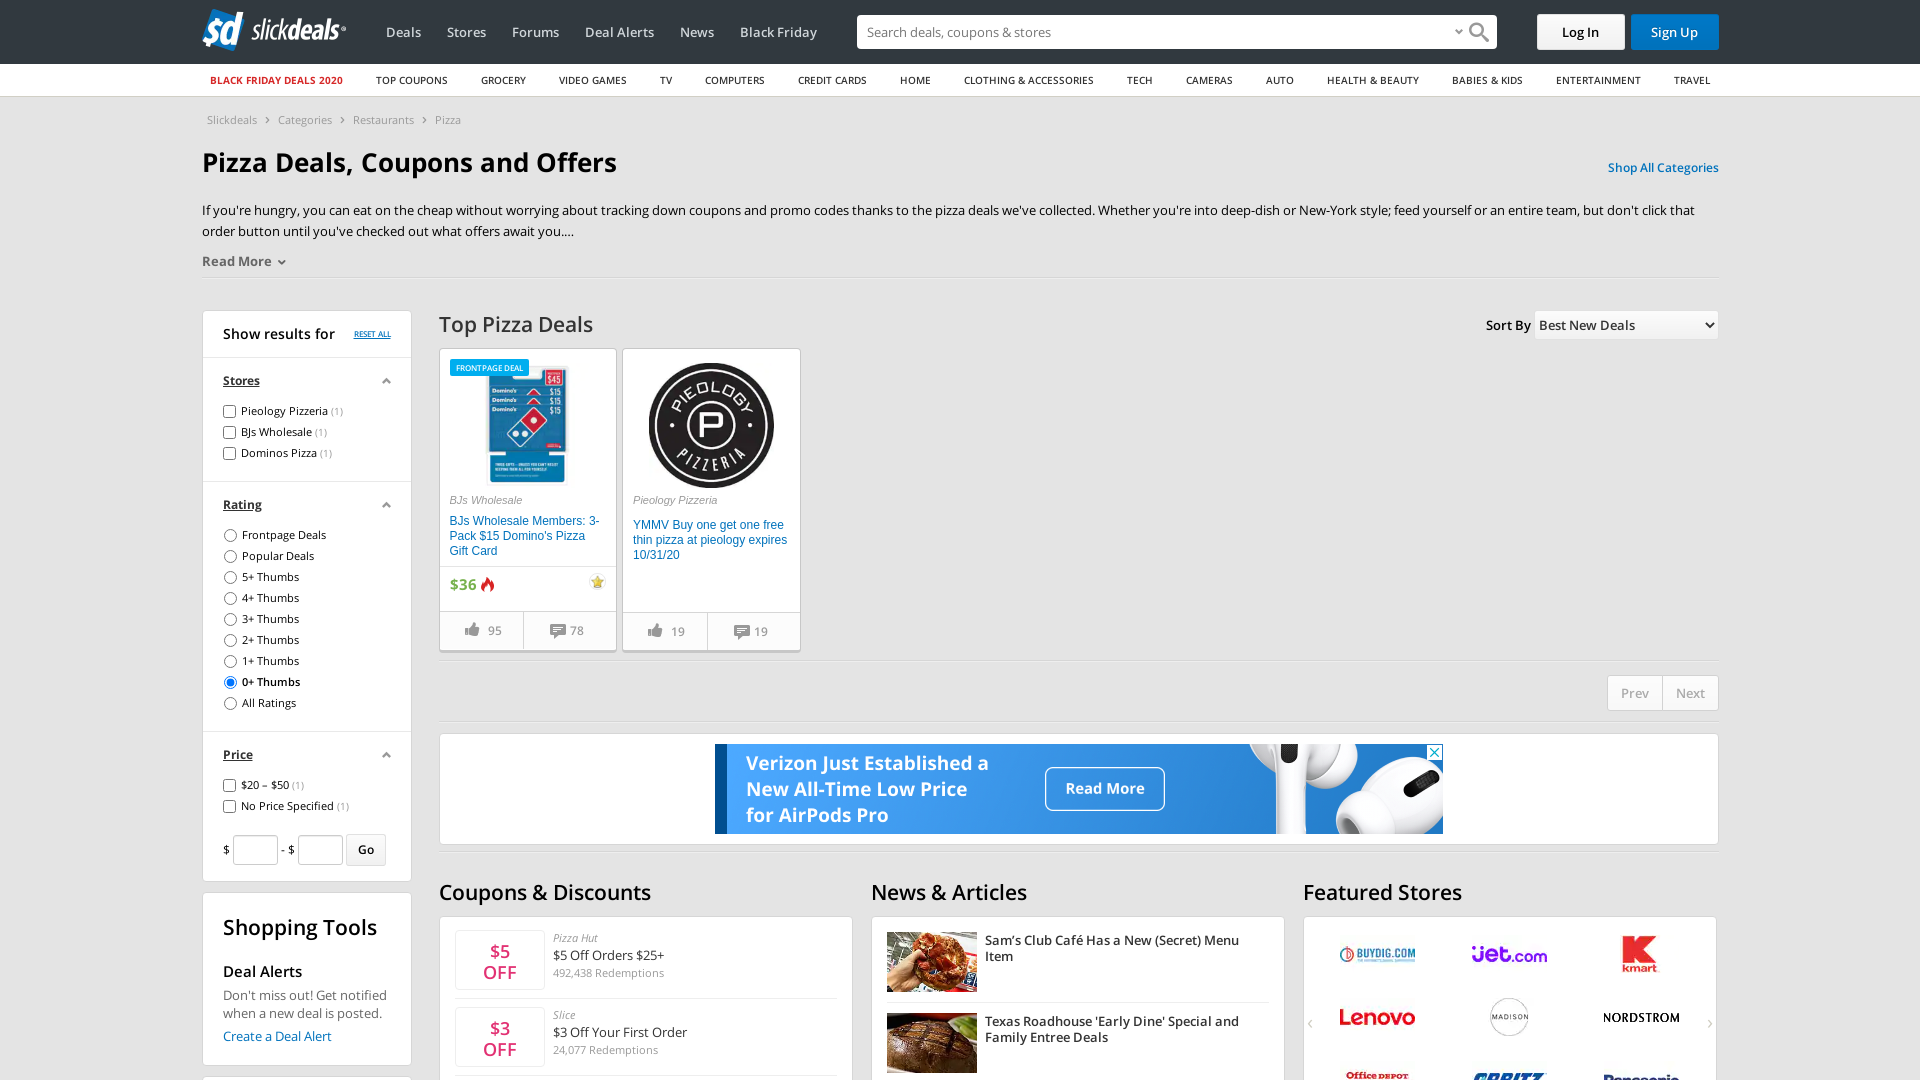 slickdeals
Deals
Stores
Forums
Deal Alerts
News
Black Friday
Search deals, coupons & stores
Log In
Sign Up
BLACK FRIDAY DEALS 2020
TOP COUPONS
GROCERY
VIDEO GAMES
TV
COMPUTERS
CREDIT CARDS
HOME
CLOTHING & ACCESSORIES
TECH
CAMERAS
AUTO
HEALTH & BEAUTY
BABIES & KIDS
ENTERTAINMENT
TRAVEL
Slickdeals > Categories > Restaurants > Pizza
Pizza Deals, Coupons and Offers
Shop All Categories
If you're hungry, you can eat on the cheap without worrying about tracking down coupons and promo codes thanks to the pizza deals we've collected. Whether you're into deep-dish or New-York style; feed yourself or an entire team, but don't click that
order button until you've checked out what offers await you.…
Read More
Show results for
RESET ALL
Stores
Pieology Pizzeria (1)
BJs Wholesale (1)
Dominos Pizza (1)
Rating
Frontpage Deals
Popular Deals
5+ Thumbs
4+ Thumbs
3+ Thumbs
2+ Thumbs
1+ Thumbs
0+ Thumbs
All Ratings
Price
$20 – $50 (1)
No Price Specified (1)
$ - $ Go
Shopping Tools
Deal Alerts
Don't miss out! Get notified
when a new deal is posted.
Create a Deal Alert
Top Pizza Deals
Sort By Best New Deals
FRONTPAGE DEAL
$45
Domino's $15
Domino's $15
Domino's $15
BJs Wholesale
BJs Wholesale Members: 3-
Pack $15 Domino's Pizza
Gift Card
$36
95
78
PIEOLOGY
P
PIZZERIA
Pieology Pizzeria
YMMV Buy one get one free
thin pizza at pieology expires
10/31/20
19
19
Prev
Next
Verizon Just Established a
New All-Time Low Price
for AirPods Pro
Read More
Coupons & Discounts
$5
OFF
Pizza Hut
$5 Off Orders $25+
492,438 Redemptions
$3
OFF
Slice
$3 Off Your First Order
24,077 Redemptions
News & Articles
Sam's Club Café Has a New (Secret) Menu
Item
Texas Roadhouse 'Early Dine' Special and
Family Entree Deals
Featured Stores
BUYDIG.COM
Jet.com
kmart
Lenovo
MADISON
NORDSTROM
Office DEPOT
ORBITZ
Panasonic